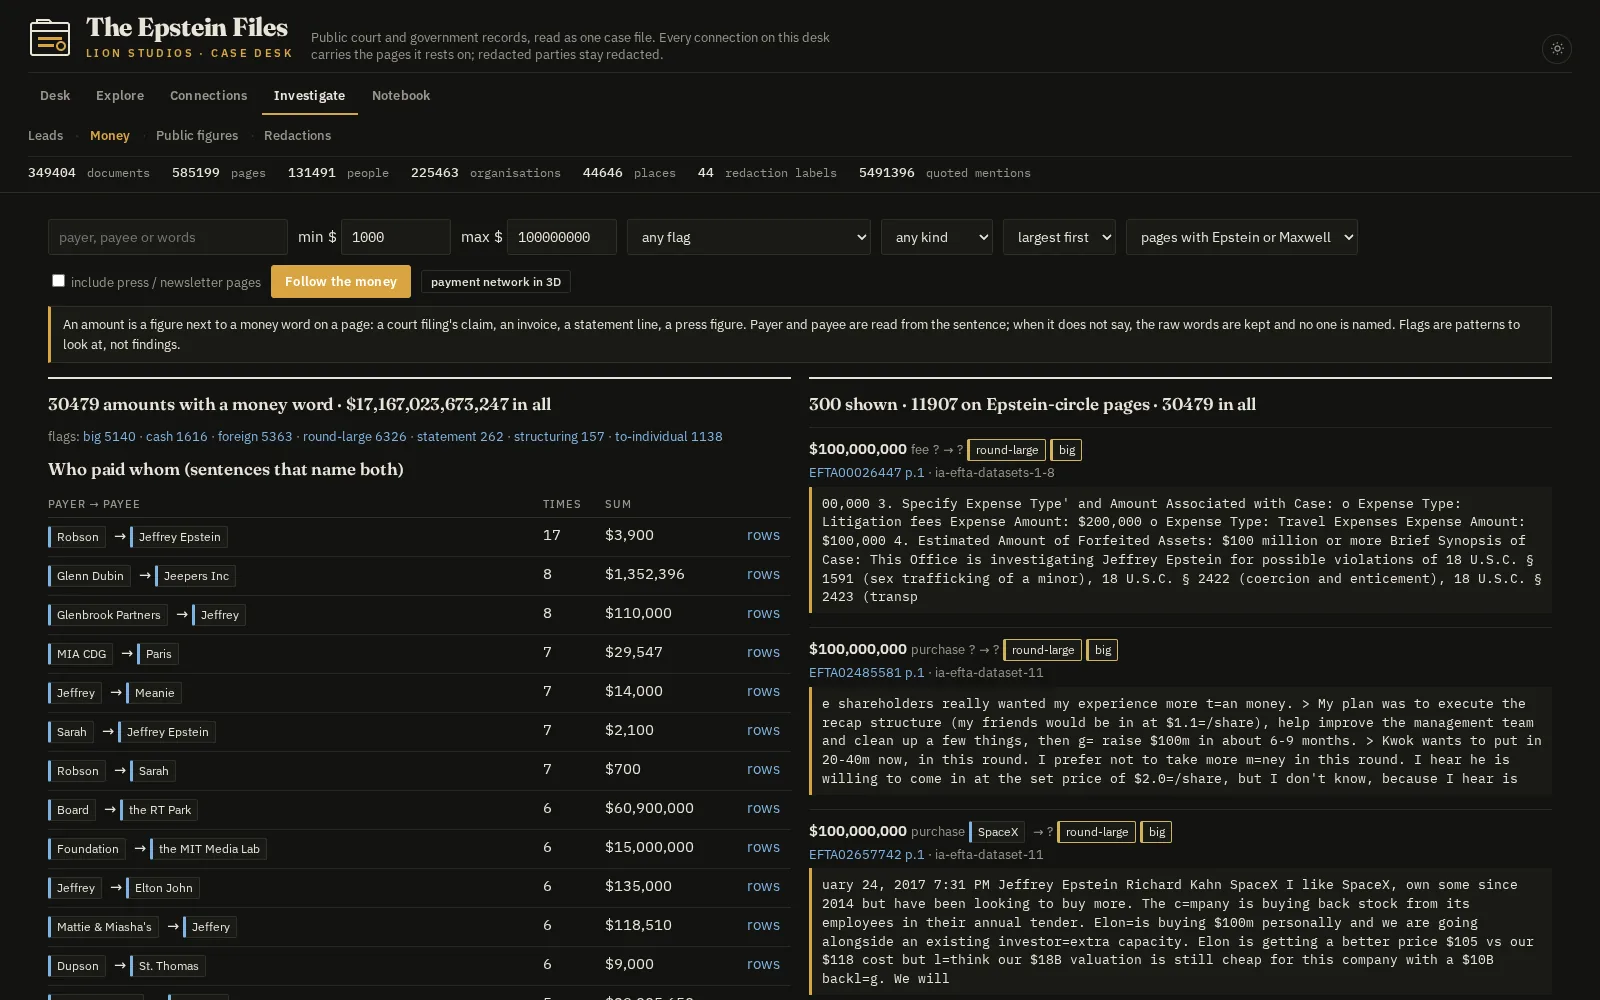 The Epstein Files
LION STUDIOS · CASE DESK
Public court and government records, read as one case file. Every connection on this desk
carries the pages it rests on; redacted parties stay redacted.
Desk Explore Connections Investigate Notebook
Leads · Money · Public figures · Redactions
349404 documents 585199 pages 131491 people 225463 organisations 44646 places 44 redaction labels 5491396 quoted mentions
payer, payee or words min $ 1000 max $ 100000000 any flag any kind largest first pages with Epstein or Maxwell
include press / newsletter pages Follow the money payment network in 3D
An amount is a figure next to a money word on a page: a court filing's claim, an invoice, a statement line, a press figure. Payer and payee are read from the sentence; when it does not say, the raw words are kept and no one is named. Flags are patterns to
look at, not findings.
30479 amounts with a money word · $17,167,023,673,247 in all
flags: big 5140 · cash 1616 · foreign 5363 · round-large 6326 · statement 262 · structuring 157 · to-individual 1138
Who paid whom (sentences that name both)
PAYER → PAYEE TIMES SUM
Robson → Jeffrey Epstein 17 $3,900 rows
Glenn Dubin → Jeepers Inc 8 $1,352,396 rows
Glenbrook Partners → Jeffrey 8 $110,000 rows
MIA CDG → Paris 7 $29,547 rows
Jeffrey → Meanie 7 $14,000 rows
Sarah → Jeffrey Epstein 7 $2,100 rows
Robson → Sarah 7 $700 rows
Board → the RT Park 6 $60,900,000 rows
Foundation → the MIT Media Lab 6 $15,000,000 rows
Jeffrey → Elton John 6 $135,000 rows
Mattie & Miasha's → Jeffery 6 $118,510 rows
Dupson → St. Thomas 6 $9,000 rows
300 shown · 11907 on Epstein-circle pages · 30479 in all
$100,000,000 fee ? → ? round-large big
EFTA00026447 p.1 · ia-efta-datasets-1-8
00,000 3. Specify Expense Type' and Amount Associated with Case: o Expense Type:
Litigation fees Expense Amount: $200,000 o Expense Type: Travel Expenses Expense Amount:
$100,000 4. Estimated Amount of Forfeited Assets: $100 million or more Brief Synopsis of
Case: This Office is investigating Jeffrey Epstein for possible violations of 18 U.S.C. §
1591 (sex trafficking of a minor), 18 U.S.C. § 2422 (coercion and enticement), 18 U.S.C. §
2423 (transp
$100,000,000 purchase ? → ? round-large big
EFTA02485581 p.1 · ia-efta-dataset-11
e shareholders really wanted my experience more t=an money. > My plan was to execute the
recap structure (my friends would be in at $1.1=/share), help improve the management team
and clean up a few things, then g= raise $100m in about 6-9 months. > Kwok wants to put in
20-40m now, in this round. I prefer not to take more m=ney in this round. I hear he is
willing to come in at the set price of $2.0=/share, but I don't know, because I hear is
$100,000,000 purchase SpaceX → ? round-large big
EFTA02657742 p.1 · ia-efta-dataset-11
uary 24, 2017 7:31 PM Jeffrey Epstein Richard Kahn SpaceX I like SpaceX, own some since
2014 but have been looking to buy more. The c=mpany is buying back stock from its
employees in their annual tender. Elon=is buying $100m personally and we are going
alongside an existing investor=extra capacity. Elon is getting a better price $105 vs our
$118 cost but l=think our $18B valuation is still cheap for this company with a $10B
backl=g. We will